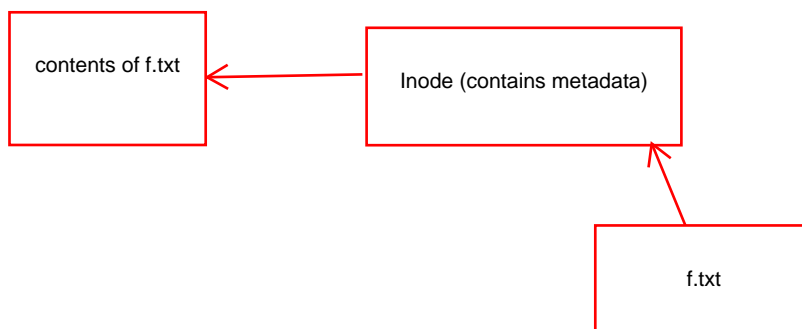 contents of f.txt
Inode (contains metadata)
f.txt